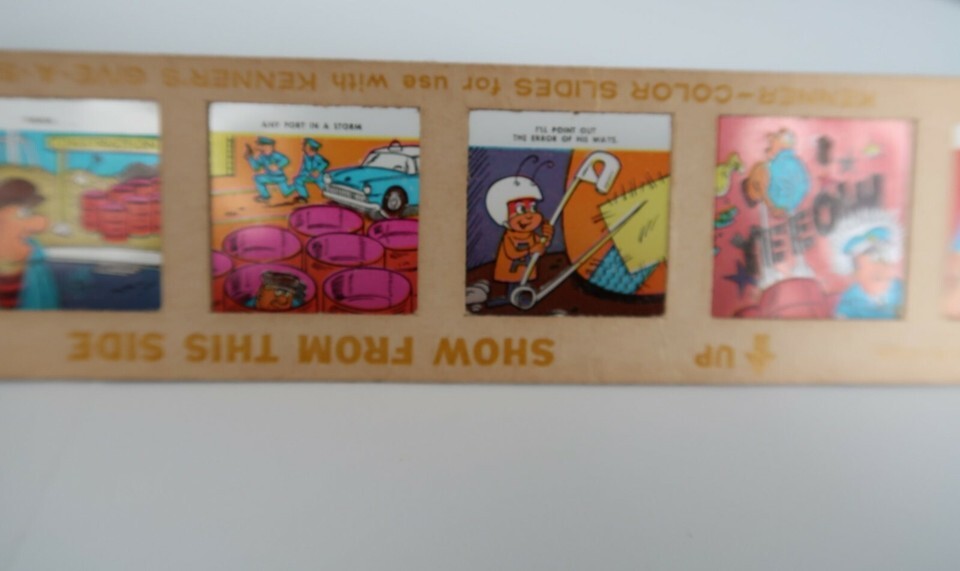 KENNER-COLOR SLIDES for use with KENNER'S GIVE-A-S
ANY PORT IN A STORM
I'LL POINT OUT
THE ERROR OF HIS WAYS.
UP
SHOW FROM THIS SIDE